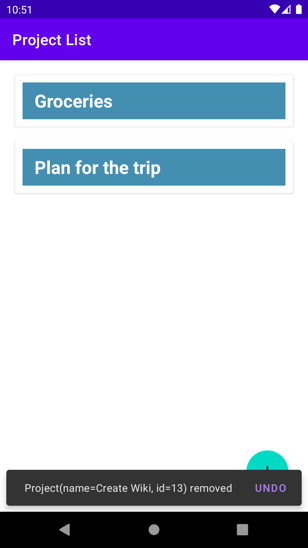 10:51
Project List
Groceries
Plan for the trip
Project(name=Create Wiki, id=13) removed UNDO